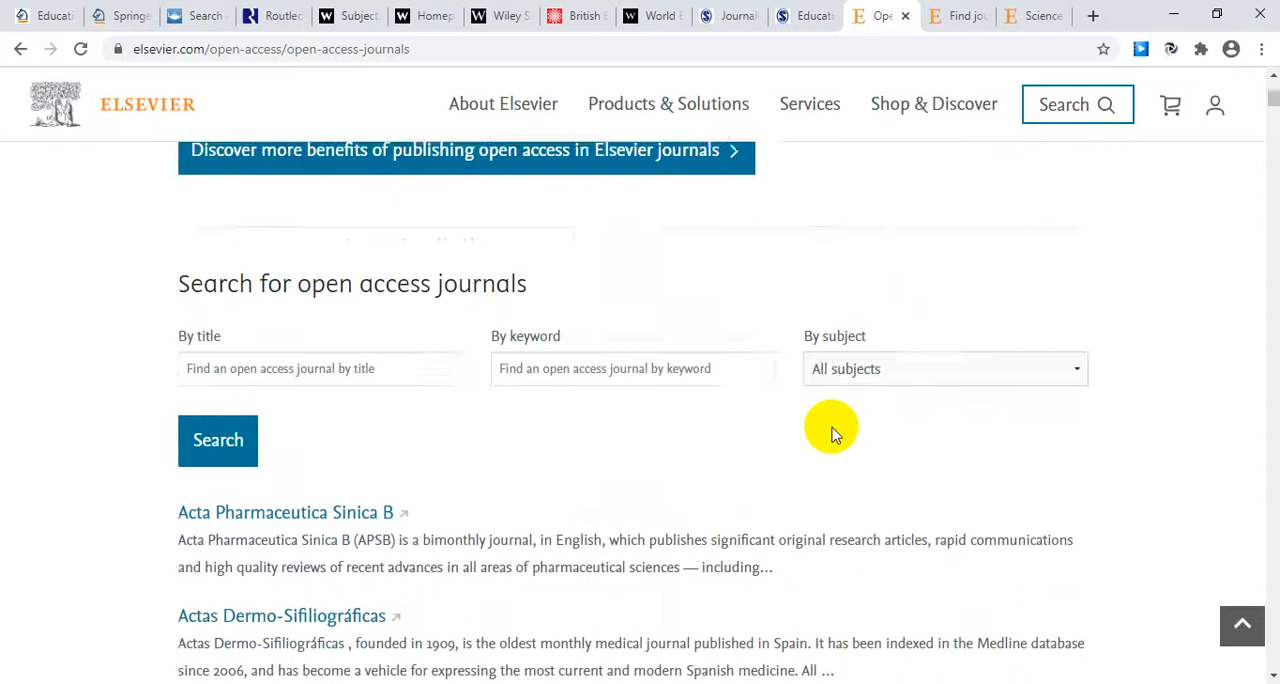 Educati
Springe
Search
Routled
Subject
Homep
Wiley S
British E
World E
Journal
Educati
Ope
Find jou
Science
elsevier.com/open-access/open-access-journals
ELSEVIER
About Elsevier
Products & Solutions
Services
Shop & Discover
Search
Discover more benefits of publishing open access in Elsevier journals
Search for open access journals
By title
By keyword
By subject
Find an open access journal by title
Find an open access journal by keyword
All subjects
Search
Acta Pharmaceutica Sinica B
Acta Pharmaceutica Sinica B (APSB) is a bimonthly journal, in English, which publishes significant original research articles, rapid communications
and high quality reviews of recent advances in all areas of pharmaceutical sciences — including...
Actas Dermo-Sifiliográficas
Actas Dermo-Sifiliográficas , founded in 1909, is the oldest monthly medical journal published in Spain. It has been indexed in the Medline database
since 2006, and has become a vehicle for expressing the most current and modern Spanish medicine. All ...